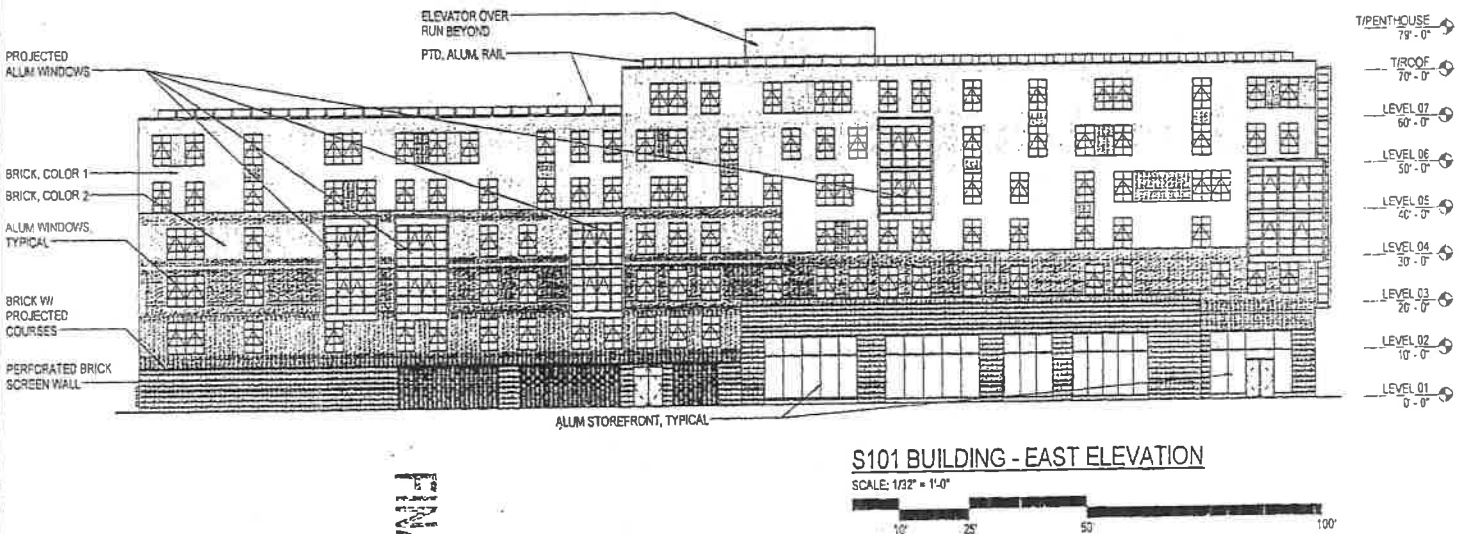 ELEVATOR OVER
RUN BEYOND
PTD. ALUM. RAIL
PROJECTED
ALUM WINDOWS
BRICK, COLOR 1
BRICK, COLOR 2
ALUM WINDOWS,
TYPICAL
BRICK W/
PROJECTED
COURSES
PERFORATED BRICK
SCREEN WALL
ALUM STOREFRONT, TYPICAL
T/PENTHOUSE
79' - 0"
T/ROOF
70' - 0"
LEVEL 07
60' - 0"
LEVEL 06
50' - 0"
LEVEL 05
40' - 0"
LEVEL 04
30' - 0"
LEVEL 03
20' - 0"
LEVEL 02
10' - 0"
LEVEL 01
0' - 0"
S101 BUILDING - EAST ELEVATION
SCALE: 1/32" = 1'-0"
10'
25'
50'
100'